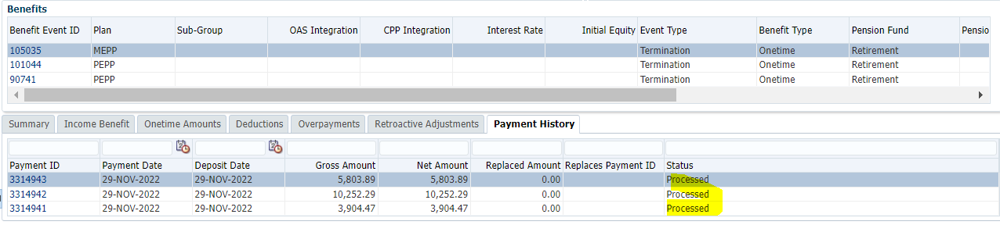 Benefits
Benefit Event ID Plan Sub-Group OAS Integration CPP Integration Interest Rate Initial Equity Event Type Benefit Type Pension Fund Pensio
105035 MEPP Termination Onetime Retirement
101044 PEPP Termination Onetime Retirement
90741 PEPP Termination Onetime Retirement
Summary Income Benefit Onetime Amounts Deductions Overpayments Retroactive Adjustments Payment History
Payment ID Payment Date Deposit Date Gross Amount Net Amount Replaced Amount Replaces Payment ID Status
3314943 29-NOV-2022 29-NOV-2022 5,803.89 5,803.89 0.00 Processed
3314942 29-NOV-2022 29-NOV-2022 10,252.29 10,252.29 0.00 Processed
3314941 29-NOV-2022 29-NOV-2022 3,904.47 3,904.47 0.00 Processed